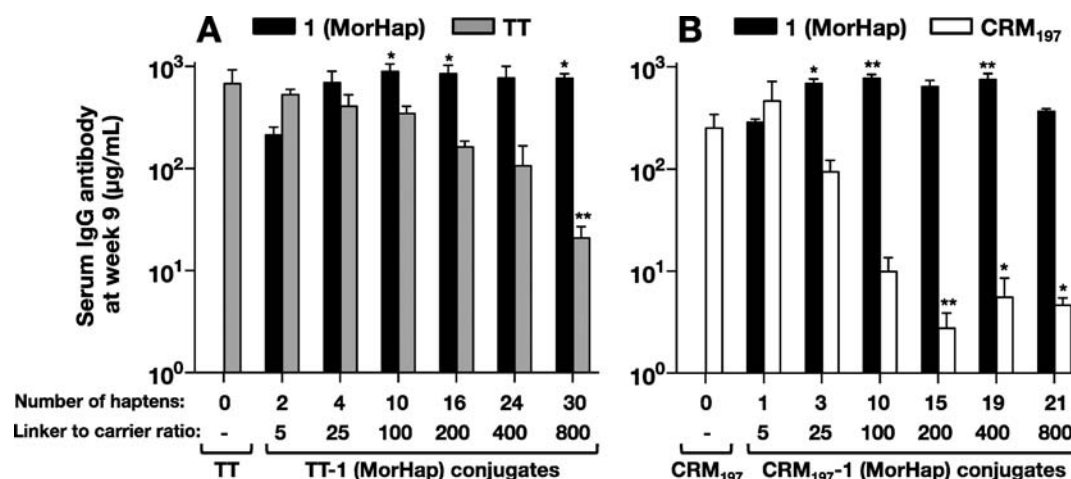 A 1 (MorHap) TT
B 1 (MorHap) CRM197
Serum IgG antibody
at week 9 (µg/mL)
10³ * * * 10³ * ** **
10² 10²
** 
10¹ 10¹ ** * *
10⁰ 10⁰
Number of haptens: 0 2 4 10 16 24 30 0 1 3 10 15 19 21
Linker to carrier ratio: - 5 25 100 200 400 800 - 5 25 100 200 400 800
TT TT-1 (MorHap) conjugates CRM197 CRM197-1 (MorHap) conjugates